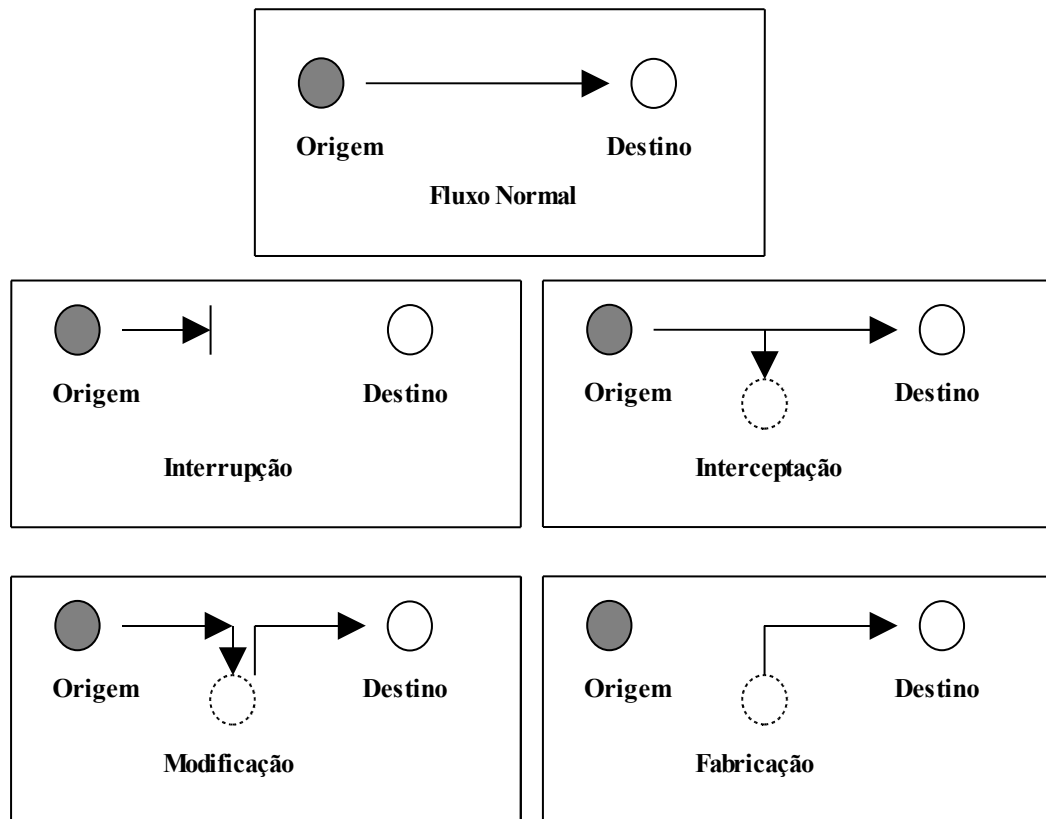 Origem Destino
Fluxo Normal
Origem Destino
Interrupção
Origem Destino
Interceptação
Origem Destino
Modificação
Origem Destino
Fabricação